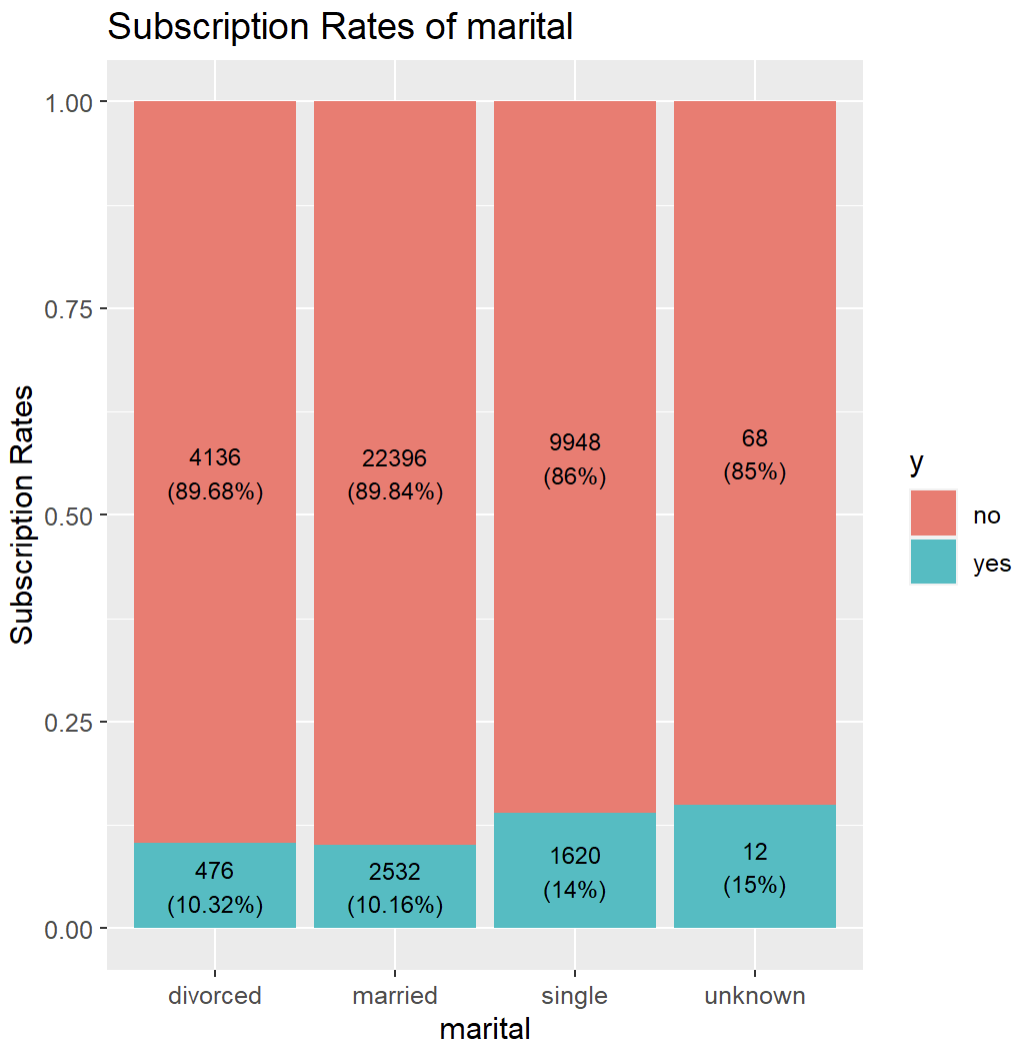 Subscription Rates of marital
Subscription Rates
1.00
0.75
0.50
0.25
0.00
4136
(89.68%)
22396
(89.84%)
9948
(86%)
68
(85%)
476
(10.32%)
2532
(10.16%)
1620
(14%)
12
(15%)
divorced
married
single
unknown
marital
y
no
yes